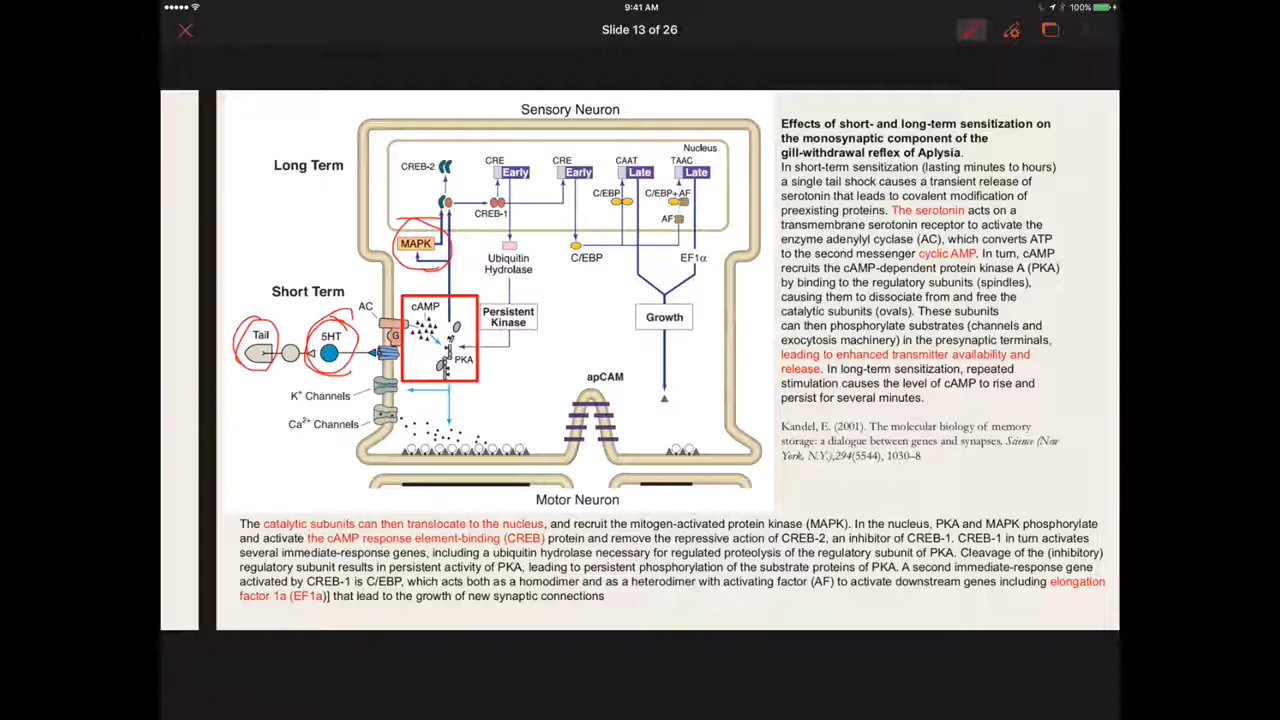 9:41 AM
100%
Slide 13 of 26
Sensory Neuron
Long Term
Nucleus
CREB-2
CRE
Early
CRE
Early
CAAT
Late
TAAC
Late
C/EBP
C/EBP+AF
CREB-1
AF
MAPK
Ubiquitin
Hydrolase
C/EBP
EF1α
Short Term
AC
cAMP
Persistent
Kinase
Growth
Tail
5HT
G
PKA
apCAM
K+ Channels
Ca2+ Channels
Motor Neuron
Effects of short- and long-term sensitization on
the monosynaptic component of the
gill-withdrawal reflex of Aplysia.
In short-term sensitization (lasting minutes to hours)
a single tail shock causes a transient release of
serotonin that leads to covalent modification of
preexisting proteins. The serotonin acts on a
transmembrane serotonin receptor to activate the
enzyme adenylyl cyclase (AC), which converts ATP
to the second messenger cyclic AMP. In turn, cAMP
recruits the cAMP-dependent protein kinase A (PKA)
by binding to the regulatory subunits (spindles),
causing them to dissociate from and free the
catalytic subunits (ovals). These subunits
can then phosphorylate substrates (channels and
exocytosis machinery) in the presynaptic terminals,
leading to enhanced transmitter availability and
release. In long-term sensitization, repeated
stimulation causes the level of cAMP to rise and
persist for several minutes.
Kandel, E. (2001). The molecular biology of memory
storage: a dialogue between genes and synapses. Science (New
York, N.Y.),294(5544), 1030–8
The catalytic subunits can then translocate to the nucleus, and recruit the mitogen-activated protein kinase (MAPK). In the nucleus, PKA and MAPK phosphorylate
and activate the cAMP response element-binding (CREB) protein and remove the repressive action of CREB-2, an inhibitor of CREB-1. CREB-1 in turn activates
several immediate-response genes, including a ubiquitin hydrolase necessary for regulated proteolysis of the regulatory subunit of PKA. Cleavage of the (inhibitory)
regulatory subunit results in persistent activity of PKA, leading to persistent phosphorylation of the substrate proteins of PKA. A second immediate-response gene
activated by CREB-1 is C/EBP, which acts both as a homodimer and as a heterodimer with activating factor (AF) to activate downstream genes including elongation
factor 1a (EF1a)] that lead to the growth of new synaptic connections